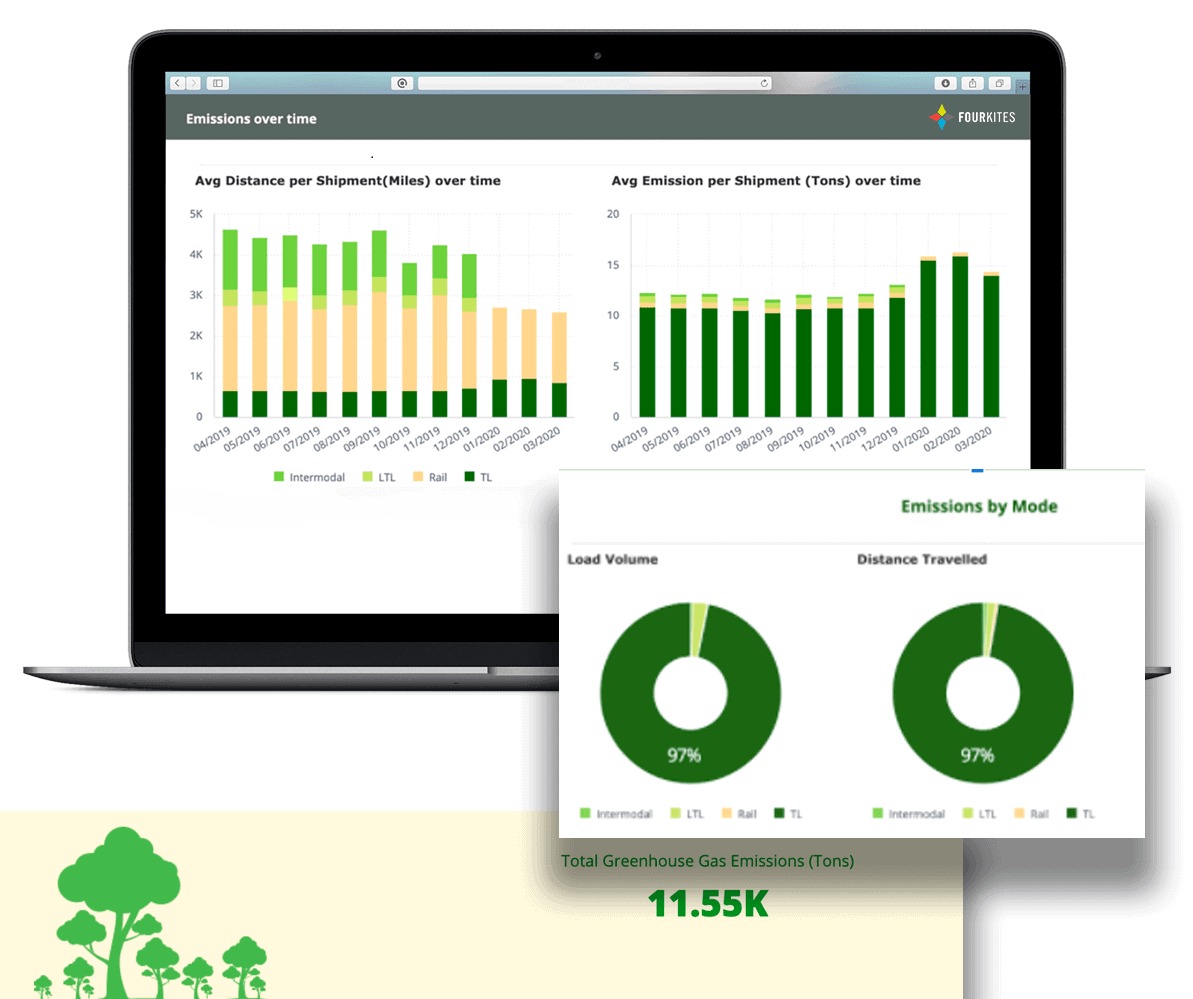 Emissions over time
FOURKITES
Avg Distance per Shipment(Miles) over time
5K
4K
3K
2K
1K
0
04/2019 05/2019 06/2019 07/2019 08/2019 09/2019 10/2019 11/2019 12/2019 01/2020 02/2020 03/2020
Intermodal LTL Rail TL
Avg Emission per Shipment (Tons) over time
20
15
10
5
0
04/2019 05/2019 06/2019 07/2019 08/2019 09/2019 10/2019 11/2019 12/2019 01/2020 02/2020 03/2020
Emissions by Mode
Load Volume
97%
Intermodal LTL Rail TL
Distance Travelled
97%
Intermodal LTL Rail TL
Total Greenhouse Gas Emissions (Tons)
11.55K